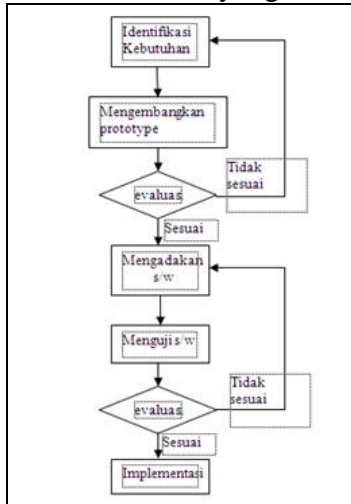 Identifikasi
Kebutuhan
Mengembangkan
prototype
Tidak
sesuai
evaluas
Sesuai
Mengadakan
s/w
Menguji s/w
Tidak
sesuai
evaluas
Sesuai
Implementasi